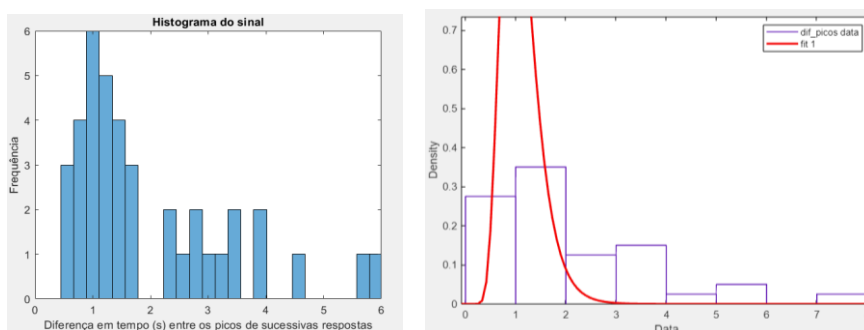 Histograma do sinal
6
5
4
3
2
1
0
Frequência
0 1 2 3 4 5 6
Diferença em tempo (s) entre os picos de sucessivas respostas
dif_picos data
fit 1
0.7
0.6
0.5
0.4
0.3
0.2
0.1
0
Density
0 1 2 3 4 5 6 7
Data